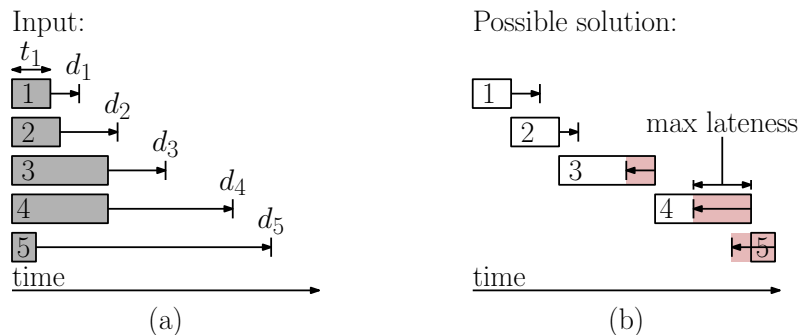 Input:
t₁
1 d₁
2 d₂
3 d₃
4 d₄
5 d₅
time
(a)
Possible solution:
1
2
max lateness
3
4
5
time
(b)